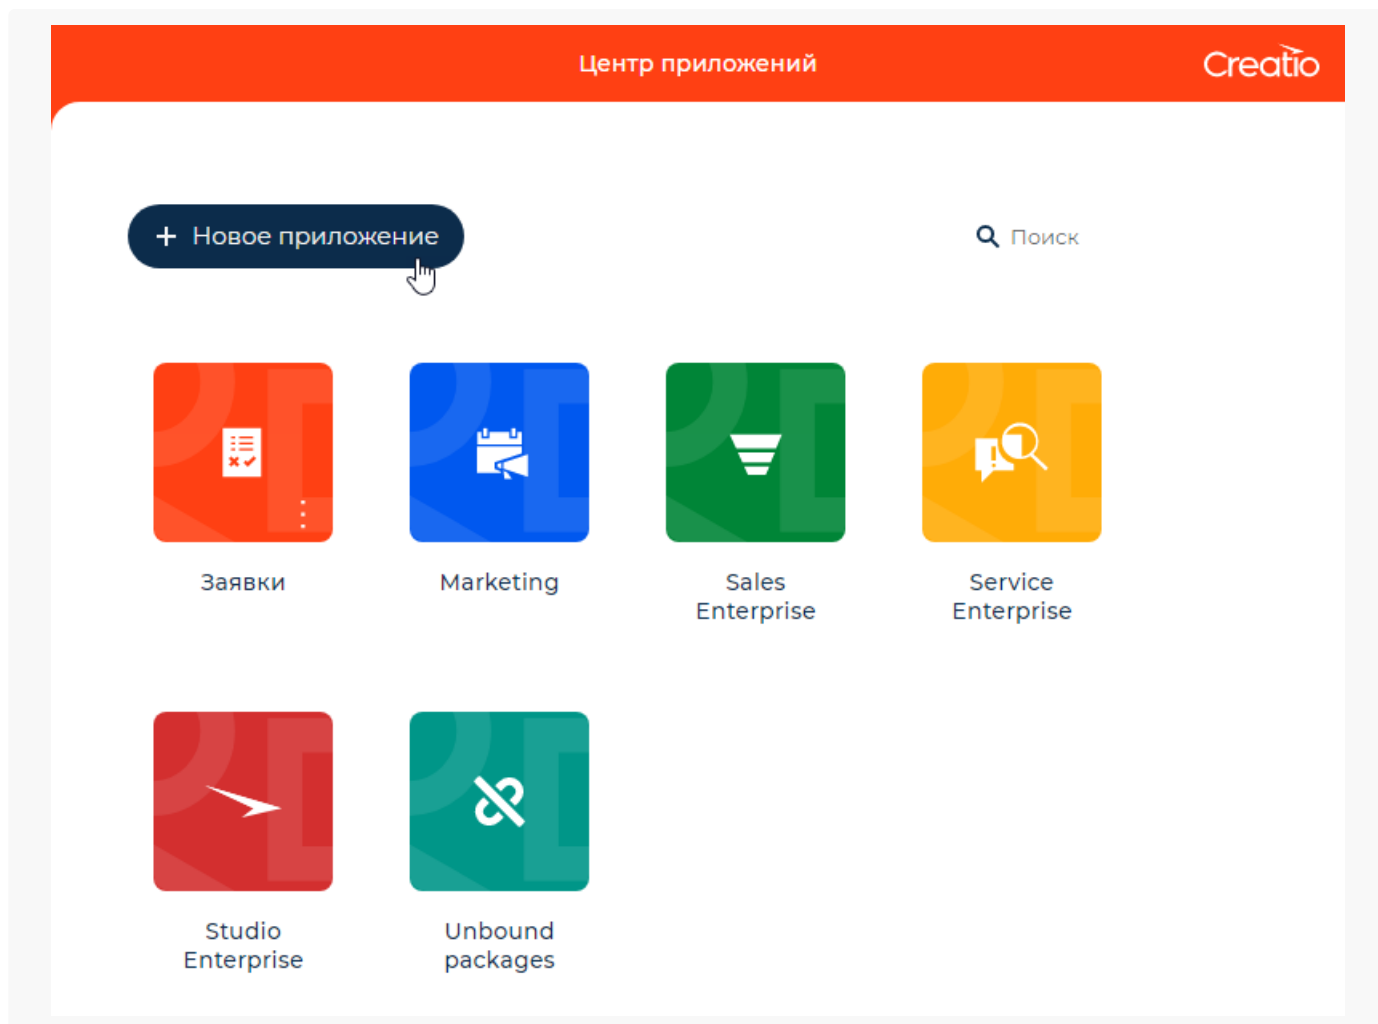 Центр приложений
Creatio
+ Новое приложение
Поиск
Заявки
Marketing
Sales
Enterprise
Service
Enterprise
Studio
Enterprise
Unbound
packages